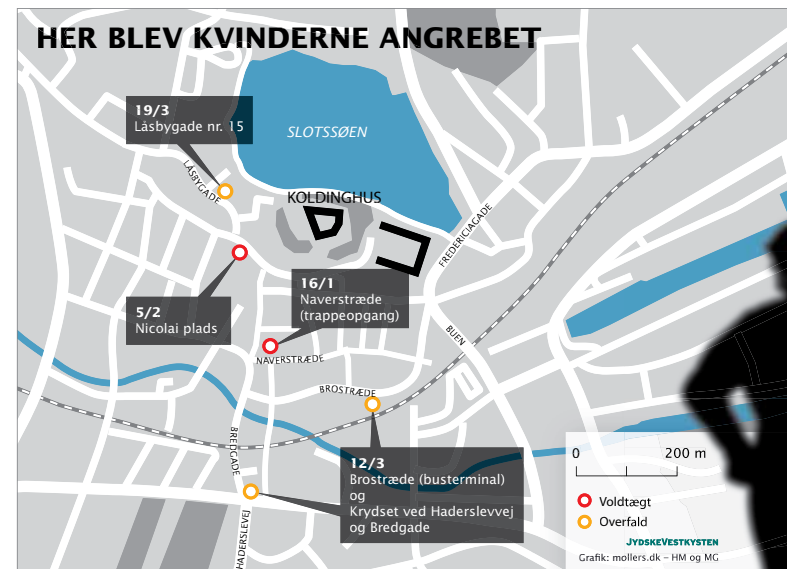 HER BLEV KVINDERNE ANGREBET
19/3
Låsbygade nr. 15
SLOTSSØEN
LÅSBYGADE
KOLDINGHUS
FREDERICIAGADE
16/1
Naverstræde
(trappeopgang)
5/2
Nicolai plads
BUEN
NAVERSTRÆDE
BROSTRÆDE
BREDGADE
12/3
Brostræde (busterminal)
og
Krydset ved Haderslevvej
og Bredgade
HADERSLEVEJ
0 200 m
Voldtægt
Overfald
JYDSKEVESTKYSTEN
Grafik: mollers.dk – HM og MG